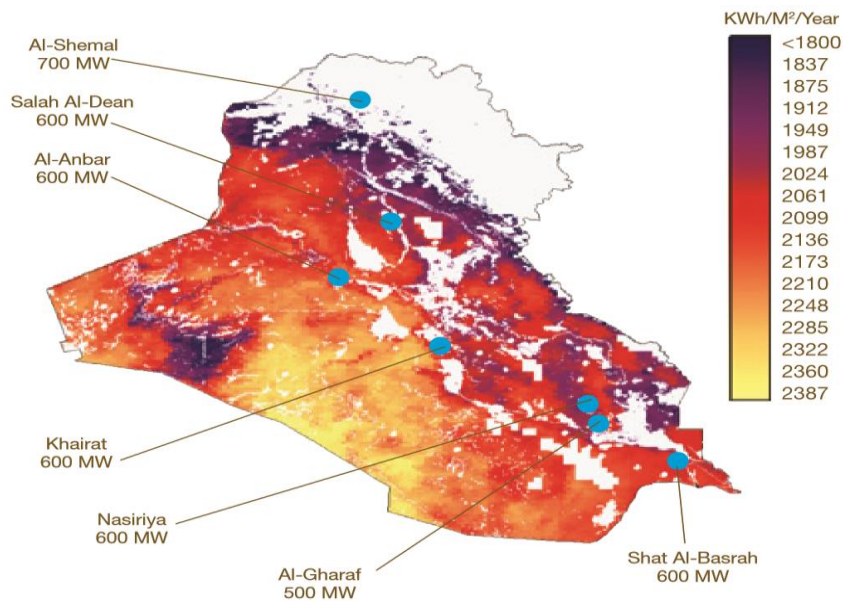 KWh/M²/Year
<1800
1837
1875
1912
1949
1987
2024
2061
2099
2136
2173
2210
2248
2285
2322
2360
2387
Al-Shemal
700 MW
Salah Al-Dean
600 MW
Al-Anbar
600 MW
Khairat
600 MW
Nasiriya
600 MW
Al-Gharaf
500 MW
Shat Al-Basrah
600 MW